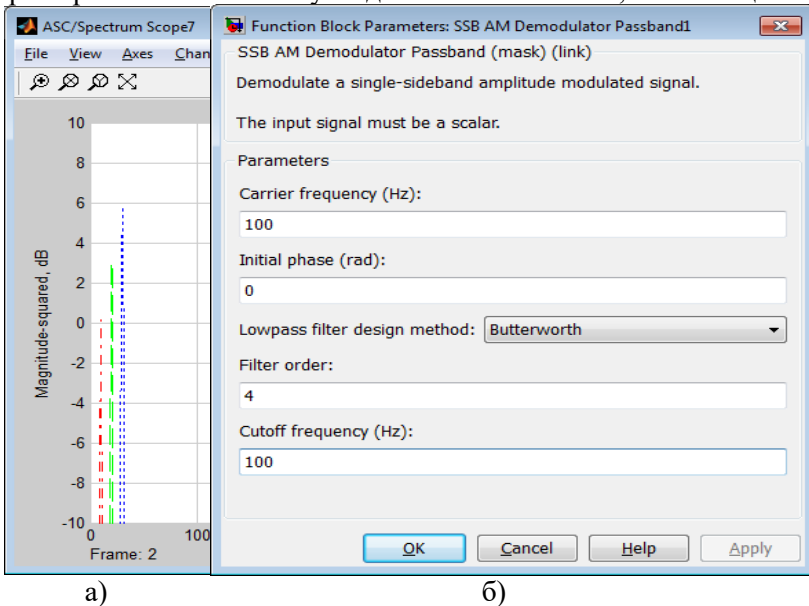 ASC/Spectrum Scope7
File View Axes Chan
10
8
6
4
2
0
-2
-4
-6
-8
-10
Magnitude-squared, dB
0 100
Frame: 2
Function Block Parameters: SSB AM Demodulator Passband1
SSB AM Demodulator Passband (mask) (link)
Demodulate a single-sideband amplitude modulated signal.
The input signal must be a scalar.
Parameters
Carrier frequency (Hz):
100
Initial phase (rad):
0
Lowpass filter design method: Butterworth
Filter order:
4
Cutoff frequency (Hz):
100
OK Cancel Help Apply
а) б)